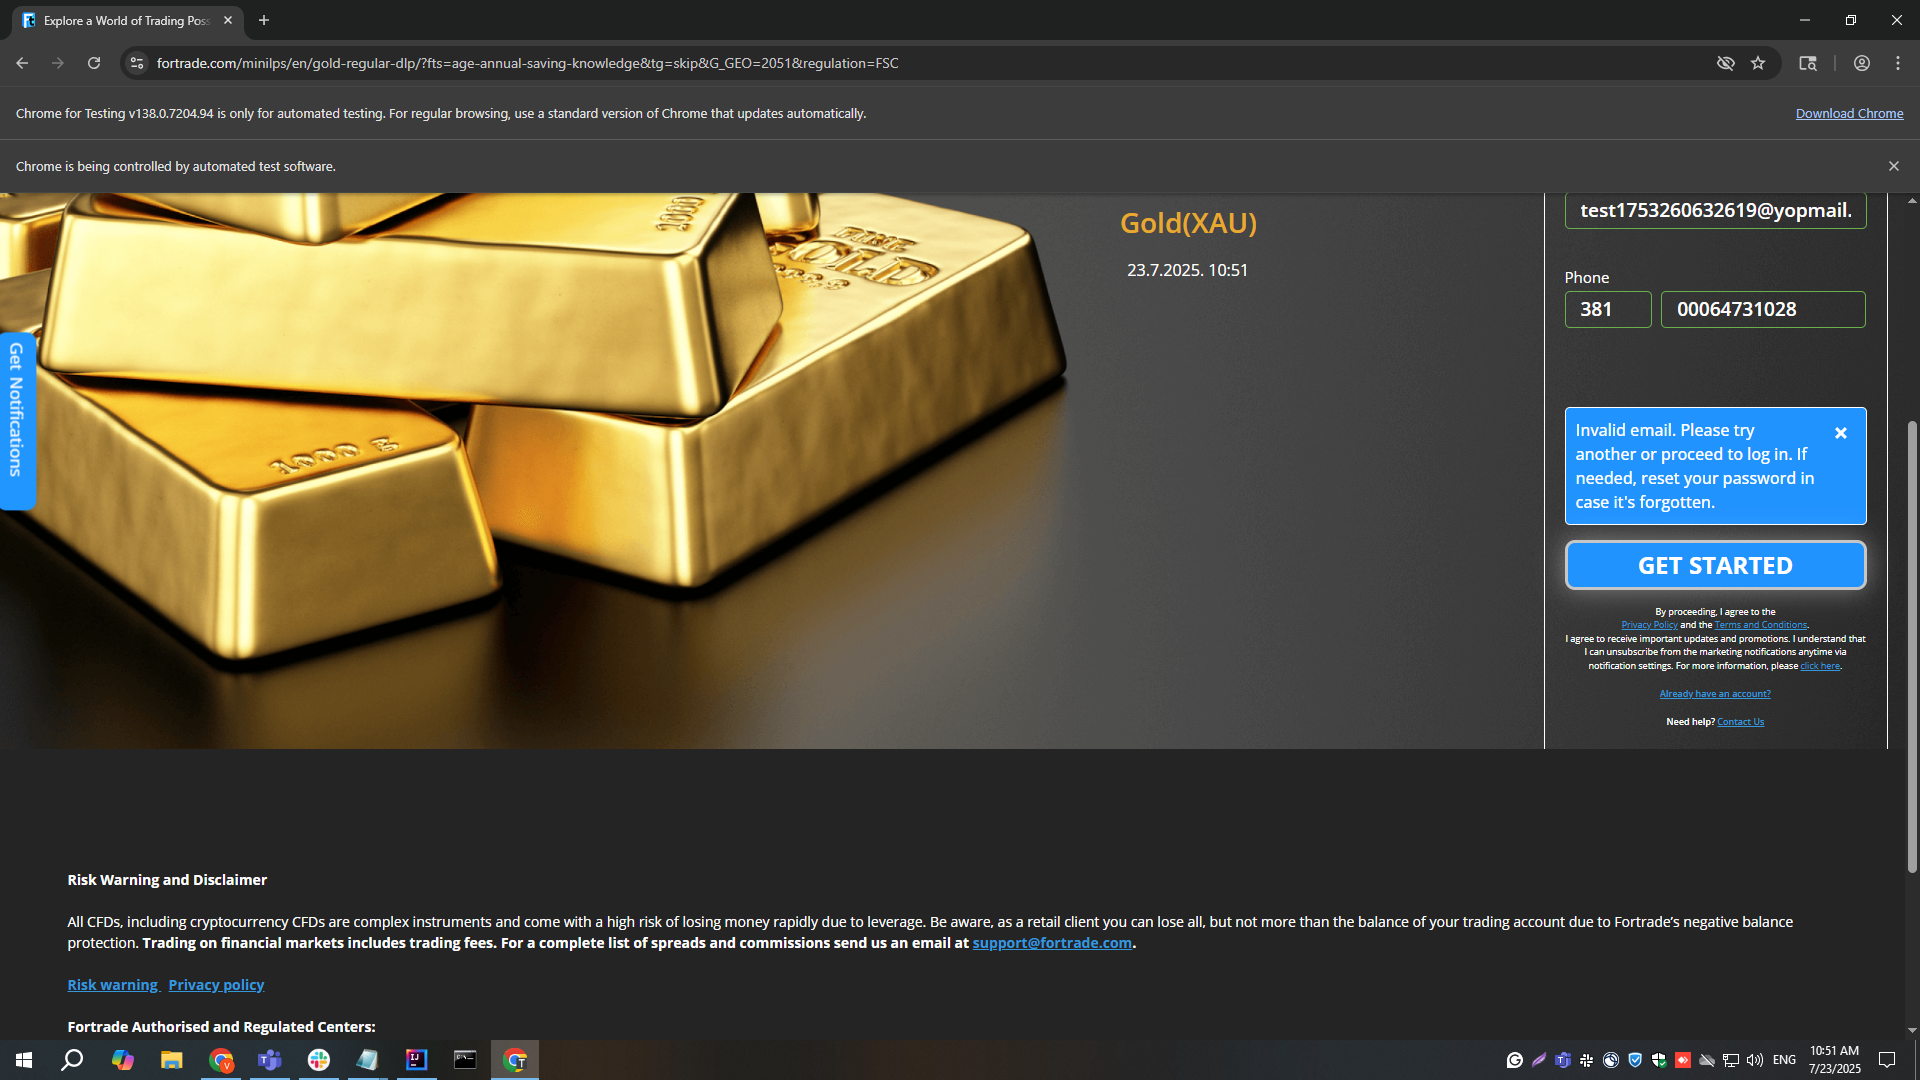 Explore a World of Trading Poss
fortrade.com/minilps/en/gold-regular-dlp/?fts=age-annual-saving-knowledge&tg=skip&G_GEO=2051&regulation=FSC
Chrome for Testing v138.0.7204.94 is only for automated testing. For regular browsing, use a standard version of Chrome that updates automatically.
Download Chrome
Chrome is being controlled by automated test software.
1000
FINE
GOLD
1000 g
Get Notifications
Gold(XAU)
23.7.2025. 10:51
test1753260632619@yopmail.
Phone
381
00064731028
Invalid email. Please try
another or proceed to log in. If
needed, reset your password in
case it's forgotten.
GET STARTED
By proceeding, I agree to the
Privacy Policy and the Terms and Conditions.
I agree to receive important updates and promotions. I understand that
I can unsubscribe from the marketing notifications anytime via
notification settings. For more information, please click here.
Already have an account?
Need help? Contact Us
Risk Warning and Disclaimer
All CFDs, including cryptocurrency CFDs are complex instruments and come with a high risk of losing money rapidly due to leverage. Be aware, as a retail client you can lose all, but not more than the balance of your trading account due to Fortrade’s negative balance
protection. Trading on financial markets includes trading fees. For a complete list of spreads and commissions send us an email at support@fortrade.com.
Risk warning Privacy policy
Fortrade Authorised and Regulated Centers:
ENG
10:51 AM
7/23/2025